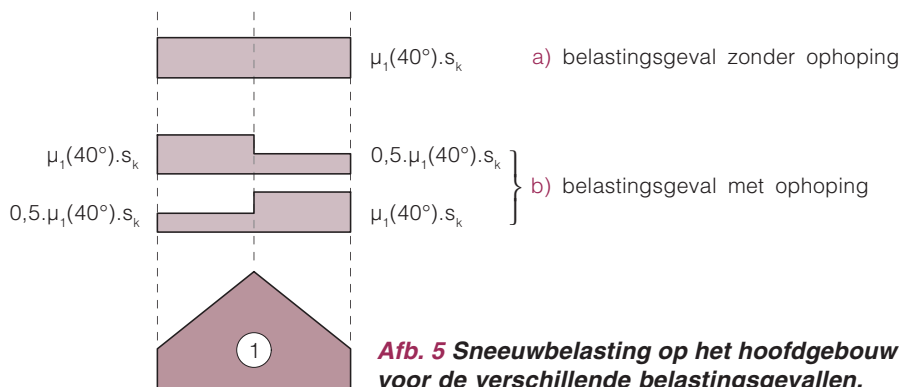 μ₁(40°).sₖ
a) belastingsgeval zonder ophoping
μ₁(40°).sₖ
0,5.μ₁(40°).sₖ
b) belastingsgeval met ophoping
0,5.μ₁(40°).sₖ
μ₁(40°).sₖ
1
Afb. 5 Sneeuwbelasting op het hoofdgebouw
voor de verschillende belastingsgevallen.